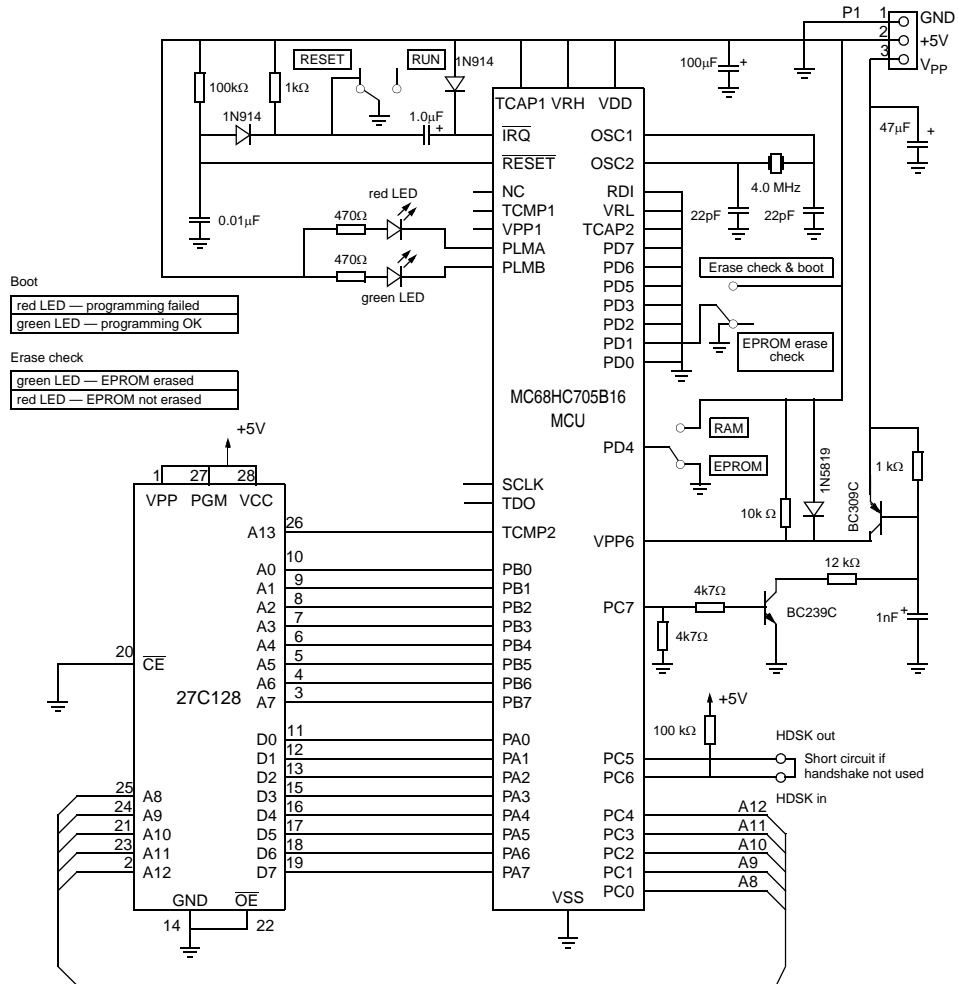 P1
1
GND
2
+5V
3
VPP
RESET
RUN
1N914
100µF
+
100kΩ
1kΩ
1N914
1.0µF
+
47µF
+
TCAP1 VRH VDD
IRQ
OSC1
RESET
OSC2
4.0 MHz
NC
RDI
red LED
TCMP1
VRL
22pF
22pF
0.01µF
470Ω
VPP1
TCAP2
PLMA
PD7
470Ω
PLMB
PD6
Erase check & boot
green LED
PD5
Boot
PD3
red LED — programming failed
PD2
green LED — programming OK
PD1
EPROM erase
check
PD0
Erase check
green LED — EPROM erased
red LED — EPROM not erased
MC68HC705B16
MCU
RAM
+5V
PD4
EPROM
1N5819
1 kΩ
BC309C
1
27
28
VPP PGM VCC
SCLK
TDO
10k Ω
A13
26
TCMP2
VPP6
A0
10
PB0
12 kΩ
A1
9
PB1
4k7Ω
A2
8
PB2
PC7
BC239C
1nF
+
A3
7
PB3
4k7Ω
A4
6
PB4
20
CE
A5
5
PB5
A6
4
PB6
27C128
A7
3
PB7
+5V
100 kΩ
D0
11
PA0
HDSK out
D1
12
PA1
PC5
Short circuit if
handshake not used
D2
13
PA2
PC6
HDSK in
25
A8
D3
15
PA3
24
A9
D4
16
PA4
PC4
A12
21
A10
D5
17
PA5
PC3
A11
23
A11
D6
18
PA6
PC2
A10
2
A12
D7
19
PA7
PC1
A9
PC0
A8
GND
OE
VSS
14
22